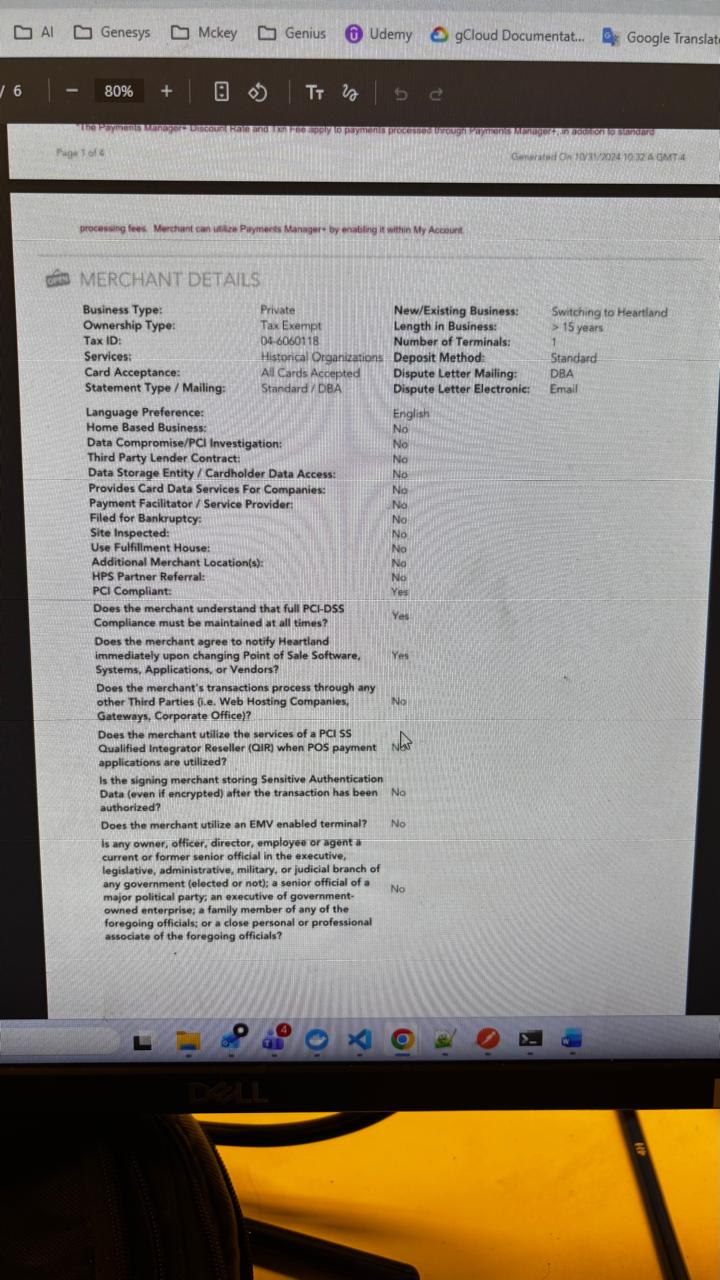 AI Genesys Mckey Genius Udemy gCloud Documentat... Google Translat
/ 6 80%
*The Payments Manager+ Discount Rate and Txn Fee apply to payments processed through Payments Manager+, in addition to standard
Page 1 of 4 Generated On 10/31/2024 10:32 A GMT-4
processing fees. Merchant can utilize Payments Manager+ by enabling it within My Account.
OPEN MERCHANT DETAILS
Business Type: Private New/Existing Business: Switching to Heartland
Ownership Type: Tax Exempt Length in Business: > 15 years
Tax ID: 04-6060118 Number of Terminals: 1
Services: Historical Organizations Deposit Method: Standard
Card Acceptance: All Cards Accepted Dispute Letter Mailing: DBA
Statement Type / Mailing: Standard / DBA Dispute Letter Electronic: Email
Language Preference: English
Home Based Business: No
Data Compromise/PCI Investigation: No
Third Party Lender Contract: No
Data Storage Entity / Cardholder Data Access: No
Provides Card Data Services For Companies: No
Payment Facilitator / Service Provider: No
Filed for Bankruptcy: No
Site Inspected: No
Use Fulfillment House: No
Additional Merchant Location(s): No
HPS Partner Referral: No
PCI Compliant: Yes
Does the merchant understand that full PCI-DSS
Compliance must be maintained at all times? Yes
Does the merchant agree to notify Heartland
immediately upon changing Point of Sale Software, Yes
Systems, Applications, or Vendors?
Does the merchant's transactions process through any
other Third Parties (i.e. Web Hosting Companies, No
Gateways, Corporate Office)?
Does the merchant utilize the services of a PCI SS
Qualified Integrator Reseller (QIR) when POS payment No
applications are utilized?
Is the signing merchant storing Sensitive Authentication
Data (even if encrypted) after the transaction has been No
authorized?
Does the merchant utilize an EMV enabled terminal? No
Is any owner, officer, director, employee or agent a
current or former senior official in the executive,
legislative, administrative, military, or judicial branch of
any government (elected or not); a senior official of a
major political party; an executive of government- No
owned enterprise; a family member of any of the
foregoing officials; or a close personal or professional
associate of the foregoing officials?
4
DELL